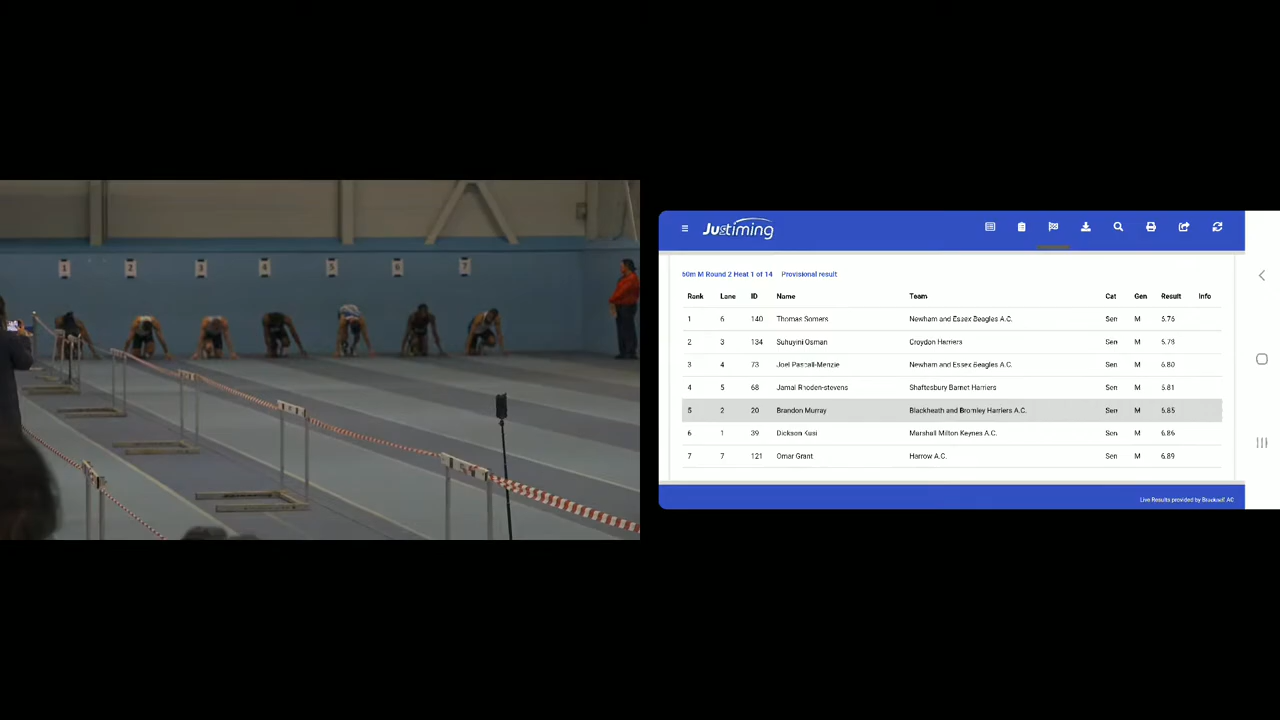 1 2 3 4 5 6 7
Justiming
60m M Round 2 Heat 1 of 14 Provisional result
Rank Lane ID Name Team Cat Gen Result Info
1 6 140 Thomas Somers Newham and Essex Beagles A.C. Sen M 6.76
2 3 134 Suhuyini Osman Croydon Harriers Sen M 6.78
3 4 73 Joel Pascall-Menzie Newham and Essex Beagles A.C. Sen M 6.80
4 5 68 Jamal Rhoden-stevens Shaftesbury Barnet Harriers Sen M 6.81
5 2 20 Brandon Murray Blackheath and Bromley Harriers A.C. Sen M 6.85
6 1 39 Dickson Kusi Marshall Milton Keynes A.C. Sen M 6.86
7 7 121 Omar Grant Harrow A.C. Sen M 6.89
Live Results provided by Bracknell AC